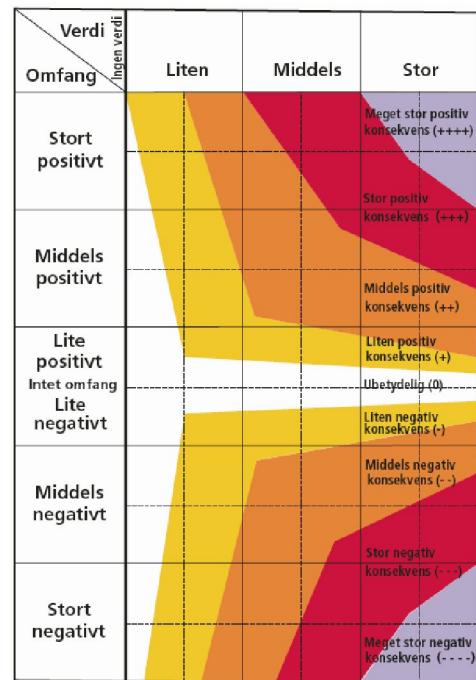 Verdi
Ingen verdi
Omfang
Liten
Middels
Stor
Stort
positivt
Meget stor positiv
konsekvens (++++)
Stor positiv
konsekvens (+++)
Middels
positivt
Middels positiv
konsekvens (++)
Lite
positivt
Liten positiv
konsekvens (+)
Intet omfang
Ubetydelig (0)
Lite
negativt
Liten negativ
konsekvens (-)
Middels
negativt
Middels negativ
konsekvens (- -)
Stor negativ
konsekvens (- - -)
Stort
negativt
Meget stor negativ
konsekvens (- - - -)